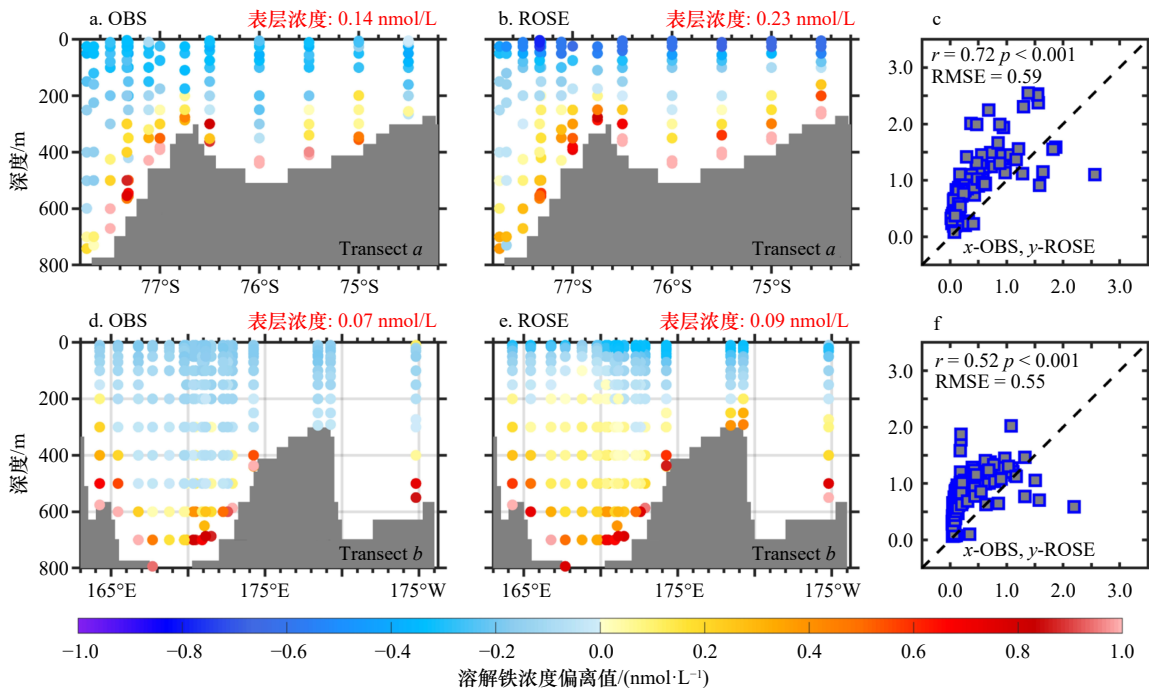 a. OBS 表层浓度: 0.14 nmol/L
b. ROSE 表层浓度: 0.23 nmol/L
c
0
200
400
600
800
深度/m
77°S 76°S 75°S
Transect a
77°S 76°S 75°S
Transect a
r = 0.72 p < 0.001
RMSE = 0.59
3.0
2.0
1.0
0.0
x-OBS, y-ROSE
0.0 1.0 2.0 3.0
d. OBS 表层浓度: 0.07 nmol/L
e. ROSE 表层浓度: 0.09 nmol/L
f
0
200
400
600
800
深度/m
165°E 175°E 175°W
Transect b
165°E 175°E 175°W
Transect b
r = 0.52 p < 0.001
RMSE = 0.55
3.0
2.0
1.0
0.0
x-OBS, y-ROSE
0.0 1.0 2.0 3.0
−1.0 −0.8 −0.6 −0.4 −0.2 0.0 0.2 0.4 0.6 0.8 1.0
溶解铁浓度偏离值/(nmol·L⁻¹)